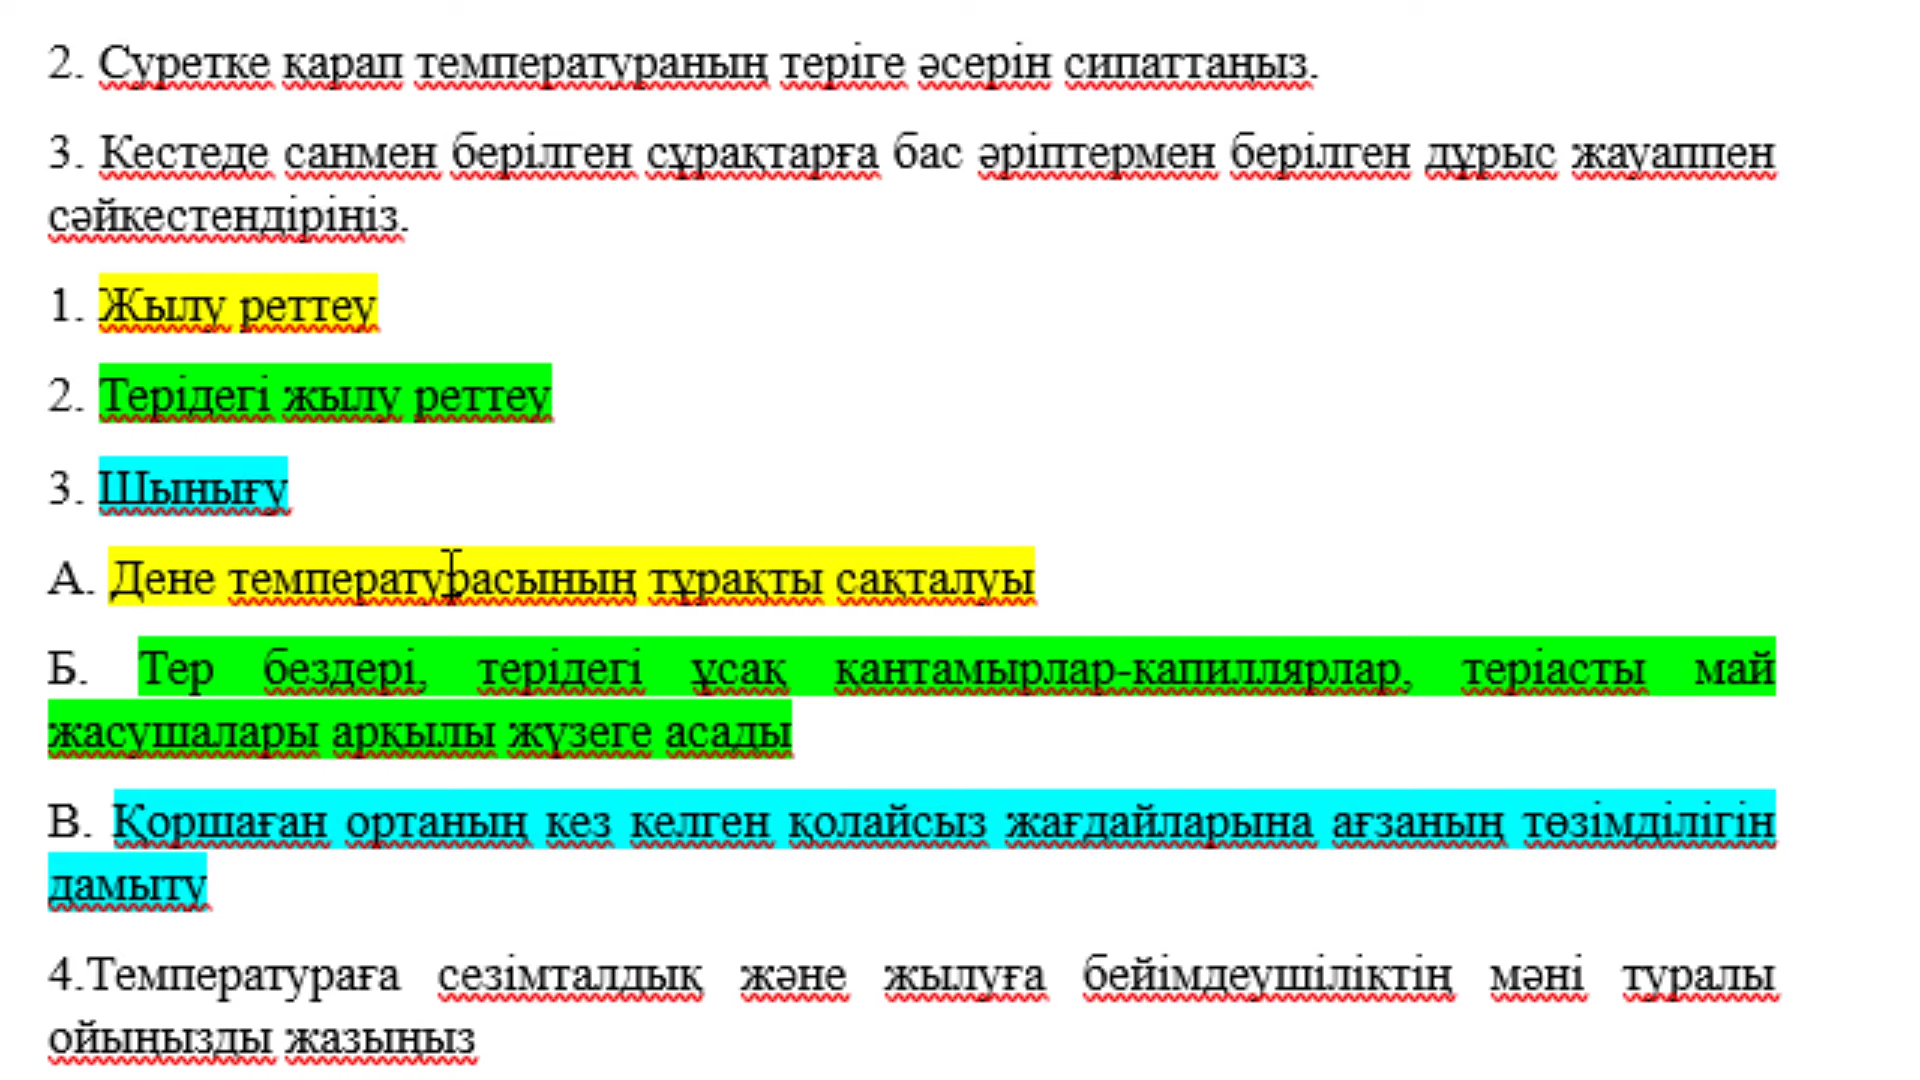 2. Суретке қарап температураның теріге әсерін сипаттаңыз.
3. Кестеде санмен берілген сұрақтарға бас әріптермен берілген дұрыс жауаппен
сәйкестендіріңіз.
1. Жылу реттеу
2. Терідегі жылу реттеу
3. Шынығу
А. Дене температурасының тұрақты сақталуы
Б. Тер бездері, терідегі ұсақ қантамырлар-капиллярлар, теріасты май
жасушалары арқылы жүзеге асады
В. Қоршаған ортаның кез келген қолайсыз жағдайларына ағзаның төзімділігін
дамыту
4.Температураға сезімталдық және жылуға бейімдеушіліктің мәні туралы
ойыңызды жазыңыз